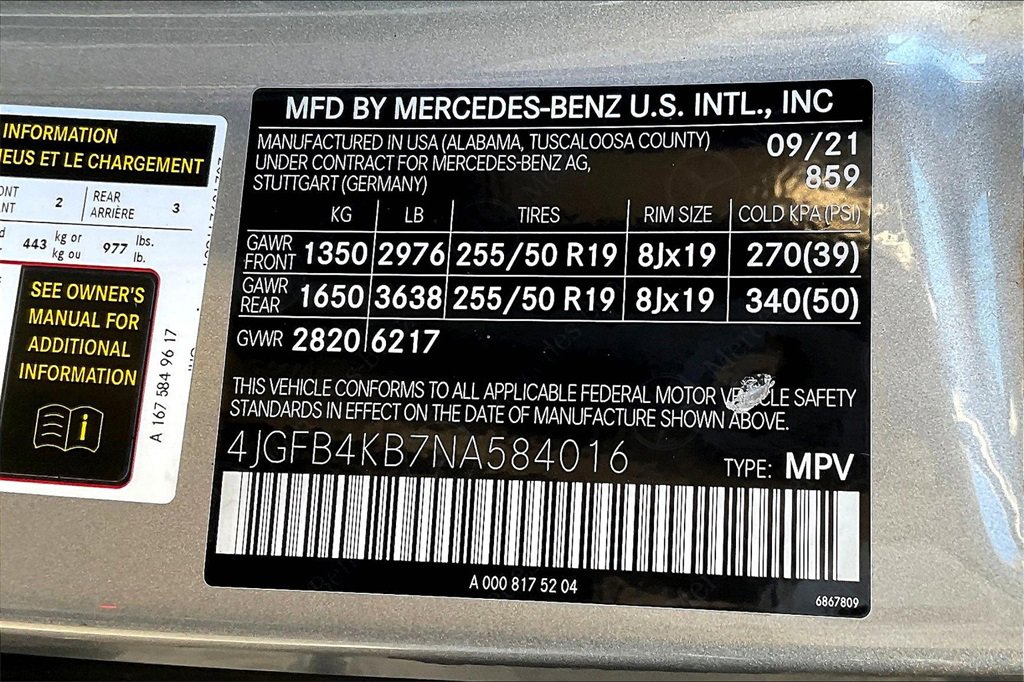 INFORMATION
NEUS ET LE CHARGEMENT
2 REAR ARRIÈRE 3
443 kg or kg ou 977 lbs. lb.
SEE OWNER'S
MANUAL FOR
ADDITIONAL
INFORMATION
A 167 584 96 17
MFD BY MERCEDES-BENZ U.S. INTL., INC
MANUFACTURED IN USA (ALABAMA, TUSCALOOSA COUNTY) 09/21
UNDER CONTRACT FOR MERCEDES-BENZ AG, 859
STUTTGART (GERMANY)
KG LB TIRES RIM SIZE COLD KPA (PSI)
GAWR FRONT 1350 2976 255/50 R19 8Jx19 270(39)
GAWR REAR 1650 3638 255/50 R19 8Jx19 340(50)
GVWR 2820 6217
THIS VEHICLE CONFORMS TO ALL APPLICABLE FEDERAL MOTOR VEHICLE SAFETY
STANDARDS IN EFFECT ON THE DATE OF MANUFACTURE SHOWN ABOVE.
4JGFB4KB7NA584016 TYPE: MPV
A 000 817 52 04
6867809